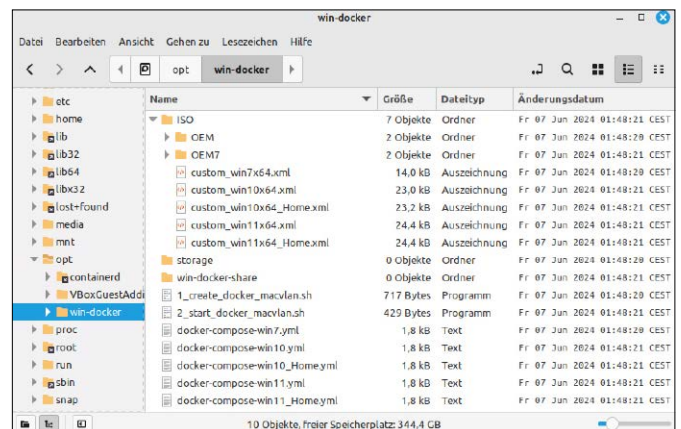 win-docker
Datei Bearbeiten Ansicht Gehen zu Lesezeichen Hilfe
opt win-docker
etc
home
lib
lib32
lib64
libx32
lost+found
media
mnt
opt
containerd
VBoxGuestAddi
win-docker
proc
root
run
sbin
snap
Name Größe Dateityp Änderungsdatum
ISO 7 Objekte Ordner Fr 07 Jun 2024 01:48:21 CEST
OEM 2 Objekte Ordner Fr 07 Jun 2024 01:48:20 CEST
OEM7 2 Objekte Ordner Fr 07 Jun 2024 01:48:21 CEST
custom_win7x64.xml 14,0 kB Auszeichnung Fr 07 Jun 2024 01:48:20 CEST
custom_win10x64.xml 23,0 kB Auszeichnung Fr 07 Jun 2024 01:48:21 CEST
custom_win10x64_Home.xml 23,2 kB Auszeichnung Fr 07 Jun 2024 01:48:21 CEST
custom_win11x64.xml 24,4 kB Auszeichnung Fr 07 Jun 2024 01:48:21 CEST
custom_win11x64_Home.xml 24,4 kB Auszeichnung Fr 07 Jun 2024 01:48:21 CEST
storage 0 Objekte Ordner Fr 07 Jun 2024 01:48:21 CEST
win-docker-share 0 Objekte Ordner Fr 07 Jun 2024 01:48:21 CEST
1_create_docker_macvlan.sh 717 Bytes Programm Fr 07 Jun 2024 01:48:21 CEST
2_start_docker_macvlan.sh 429 Bytes Programm Fr 07 Jun 2024 01:48:21 CEST
docker-compose-win7.yml 1,8 kB Text Fr 07 Jun 2024 01:48:20 CEST
docker-compose-win10.yml 1,8 kB Text Fr 07 Jun 2024 01:48:21 CEST
docker-compose-win10_Home.yml 1,8 kB Text Fr 07 Jun 2024 01:48:21 CEST
docker-compose-win11.yml 1,8 kB Text Fr 07 Jun 2024 01:48:21 CEST
docker-compose-win11_Home.yml 1,8 kB Text Fr 07 Jun 2024 01:48:21 CEST
10 Objekte, freier Speicherplatz: 344,4 GB